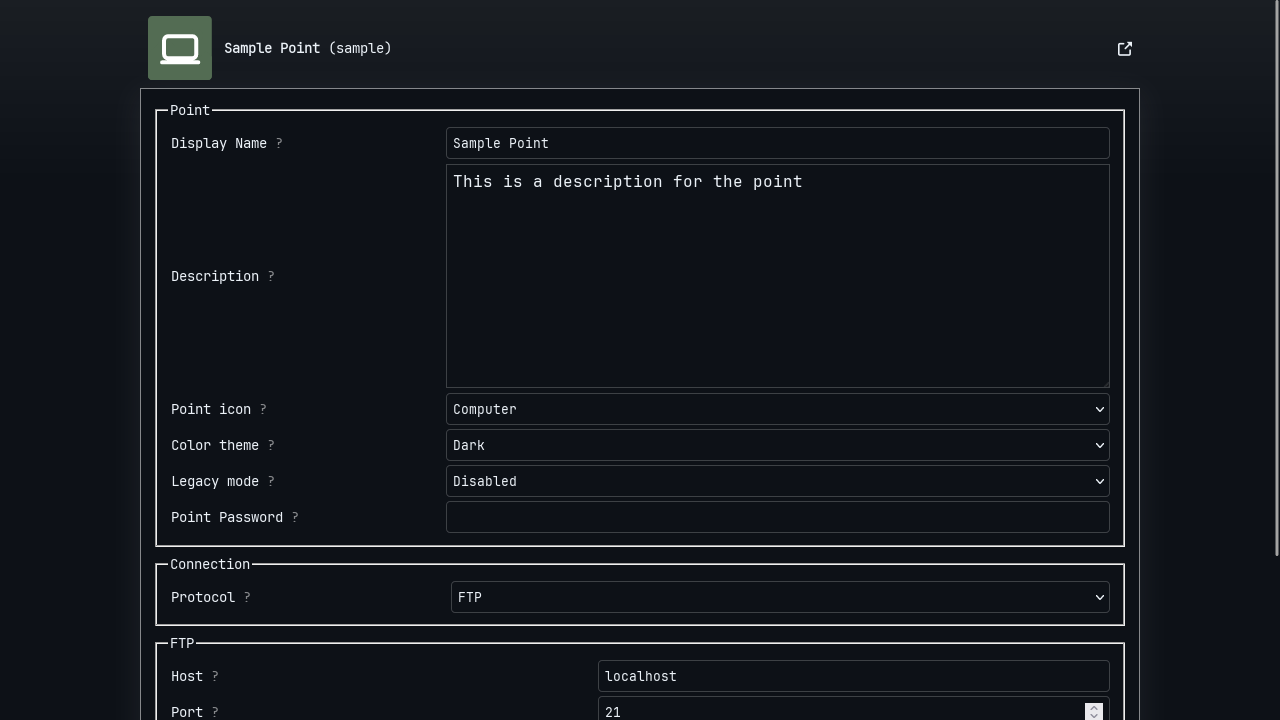 Sample Point (sample)
Point
Display Name ? Sample Point
This is a description for the point
Description ?
Point icon ? Computer
Color theme ? Dark
Legacy mode ? Disabled
Point Password ?
Connection
Protocol ? FTP
FTP
Host ? localhost
Port ? 21